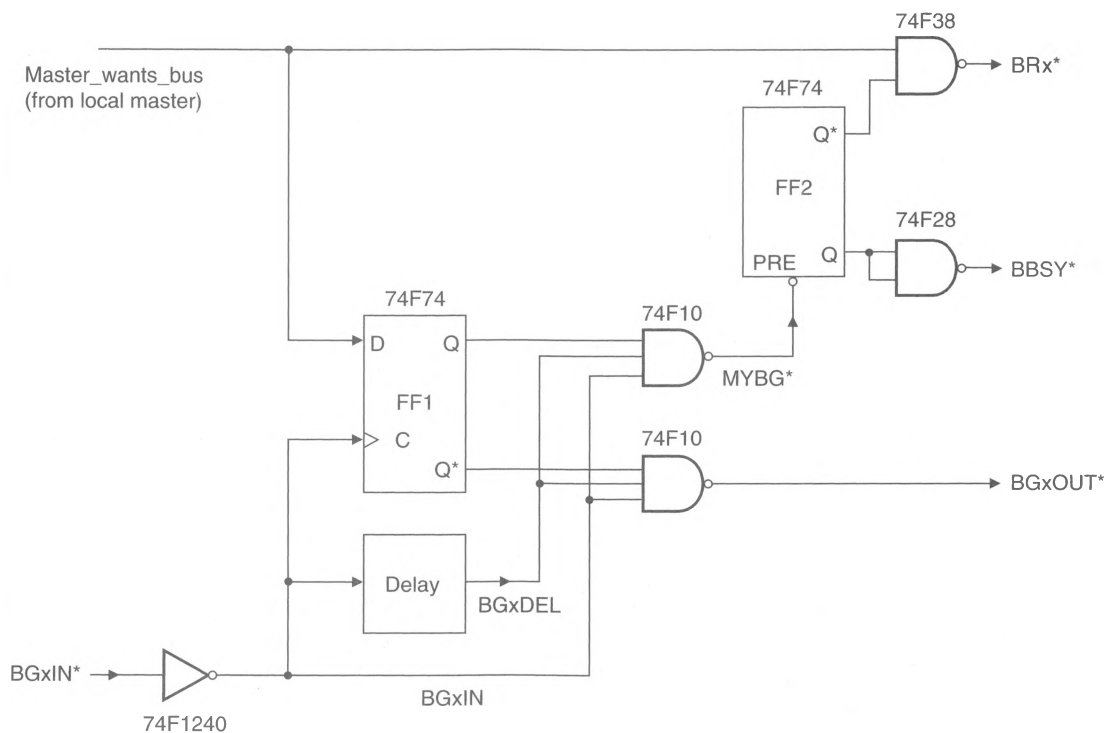 74F38
Master_wants_bus
(from local master)
BRx*
74F74
Q*
FF2
74F28
Q
BBSY*
PRE
74F74
74F10
D
Q
MYBG*
FF1
74F10
C
Q*
BGxOUT*
Delay
BGxDEL
BGxIN*
BGxIN
74F1240